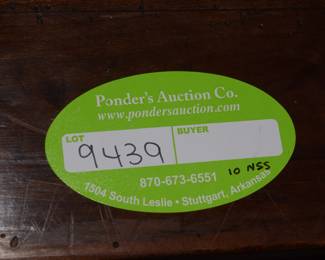 Ponder's Auction Co.
www.pondersauction.com
LOT BUYER
9439
870-673-6551 10 NSS
1504 South Leslie • Stuttgart, Arkansas